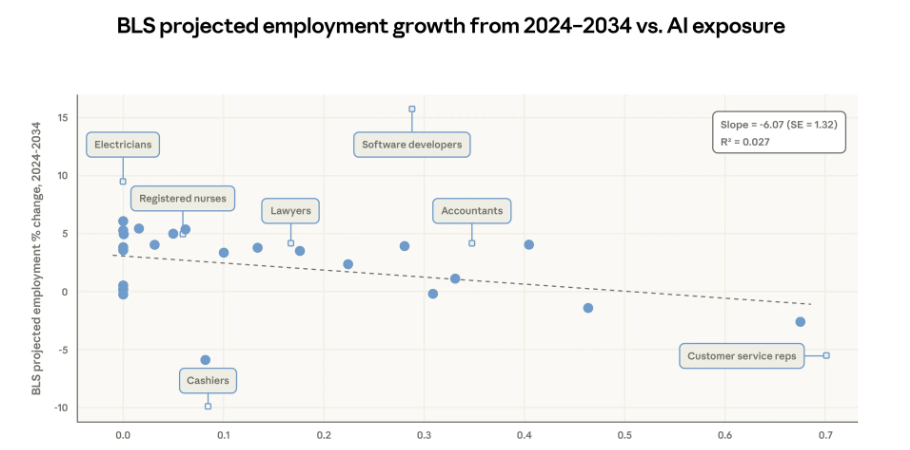 BLS projected employment growth from 2024–2034 vs. AI exposure
BLS projected employment % change, 2024-2034
15
10
5
0
-5
-10
Electricians
Software developers
Slope = -6.07 (SE = 1.32)
R² = 0.027
Registered nurses
Lawyers
Accountants
Customer service reps
Cashiers
0.0
0.1
0.2
0.3
0.4
0.5
0.6
0.7